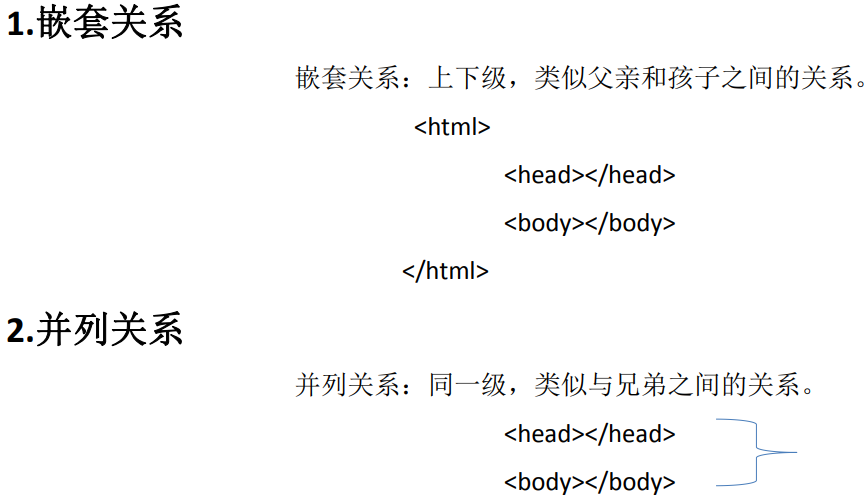 1.嵌套关系
嵌套关系：上下级，类似父亲和孩子之间的关系。
<html>
<head></head>
<body></body>
</html>
2.并列关系
并列关系：同一级，类似与兄弟之间的关系。
<head></head>
<body></body>